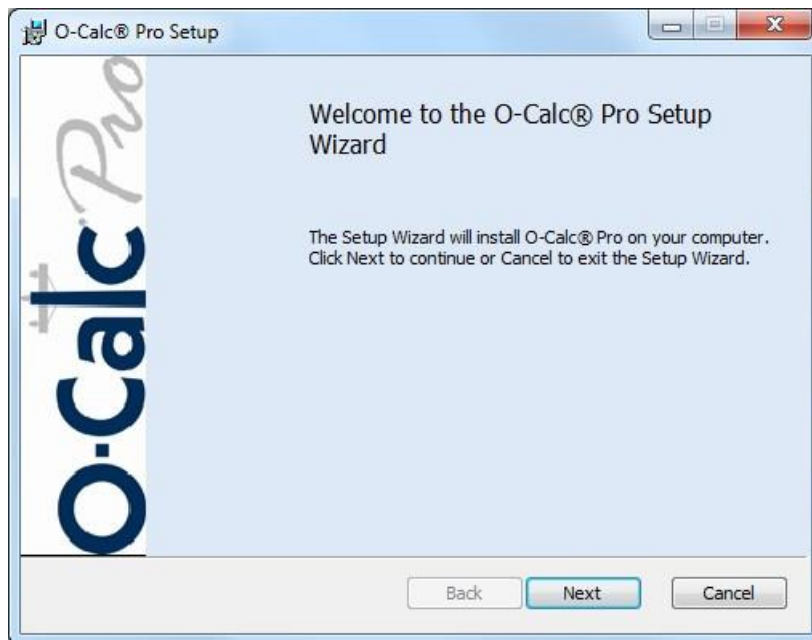 O-Calc® Pro Setup
O-Calc Pro
Welcome to the O-Calc® Pro Setup
Wizard
The Setup Wizard will install O-Calc® Pro on your computer.
Click Next to continue or Cancel to exit the Setup Wizard.
Back
Next
Cancel